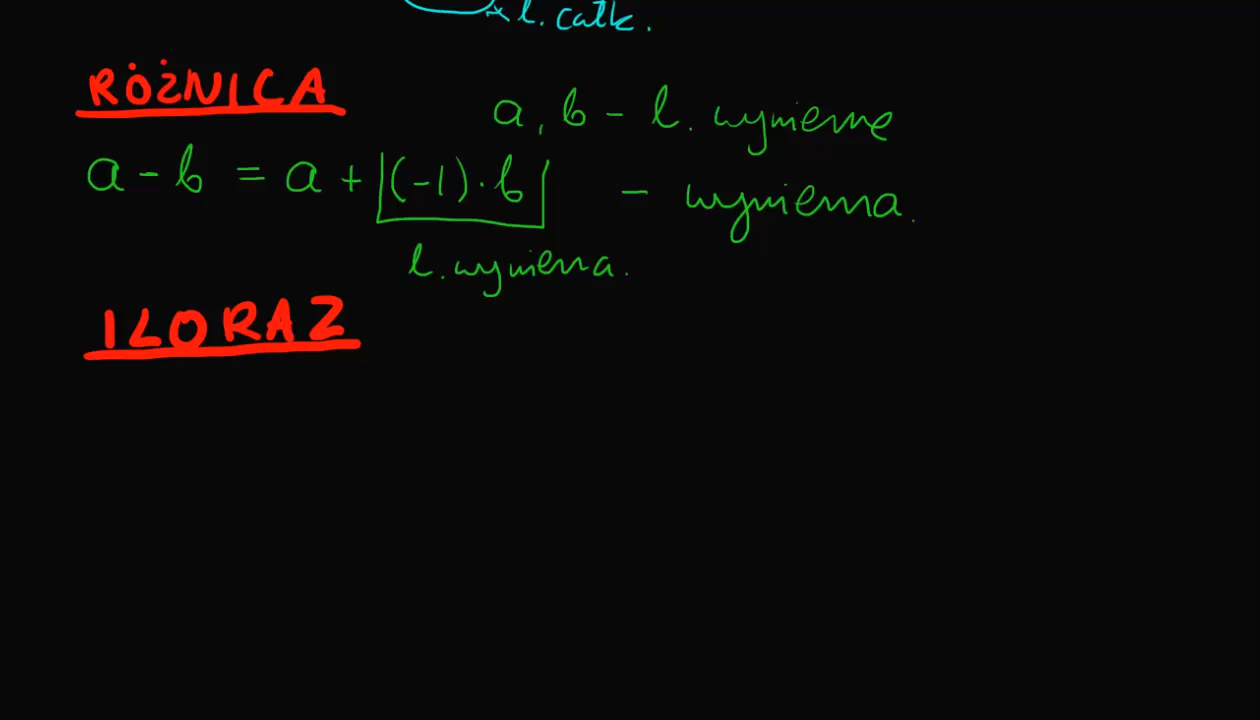 l. całk.
RÓŻNICA
a, b - l. wymierne
a - b = a + (-1) · b - wymierna.
l. wymierna.
ILORAZ